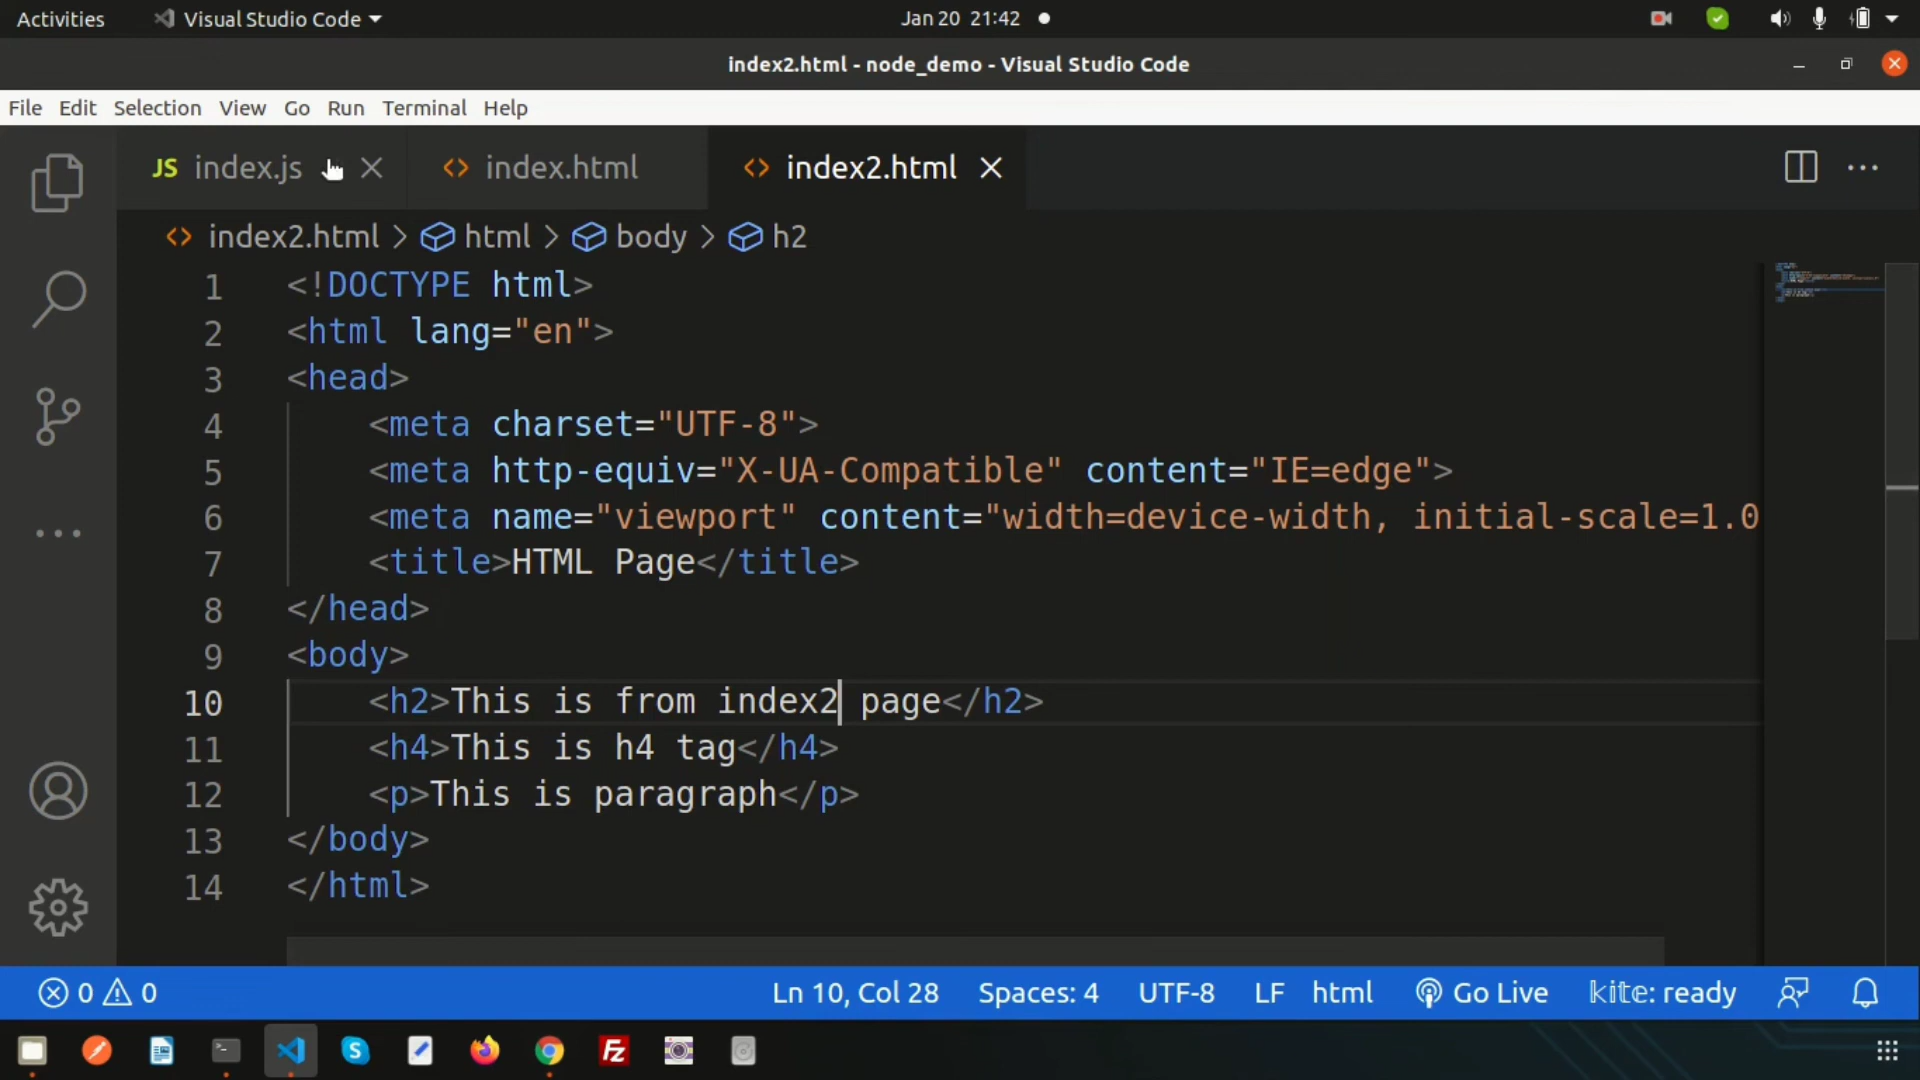 Activities Visual Studio Code Jan 20 21:42
index2.html - node_demo - Visual Studio Code
File Edit Selection View Go Run Terminal Help
JS index.js index.html index2.html
index2.html > html > body > h2
1 <!DOCTYPE html>
2 <html lang="en">
3 <head>
4 <meta charset="UTF-8">
5 <meta http-equiv="X-UA-Compatible" content="IE=edge">
6 <meta name="viewport" content="width=device-width, initial-scale=1.0
7 <title>HTML Page</title>
8 </head>
9 <body>
10 <h2>This is from index2 page</h2>
11 <h4>This is h4 tag</h4>
12 <p>This is paragraph</p>
13 </body>
14 </html>
0 0 Ln 10, Col 28 Spaces: 4 UTF-8 LF html Go Live kite: ready
S Fz